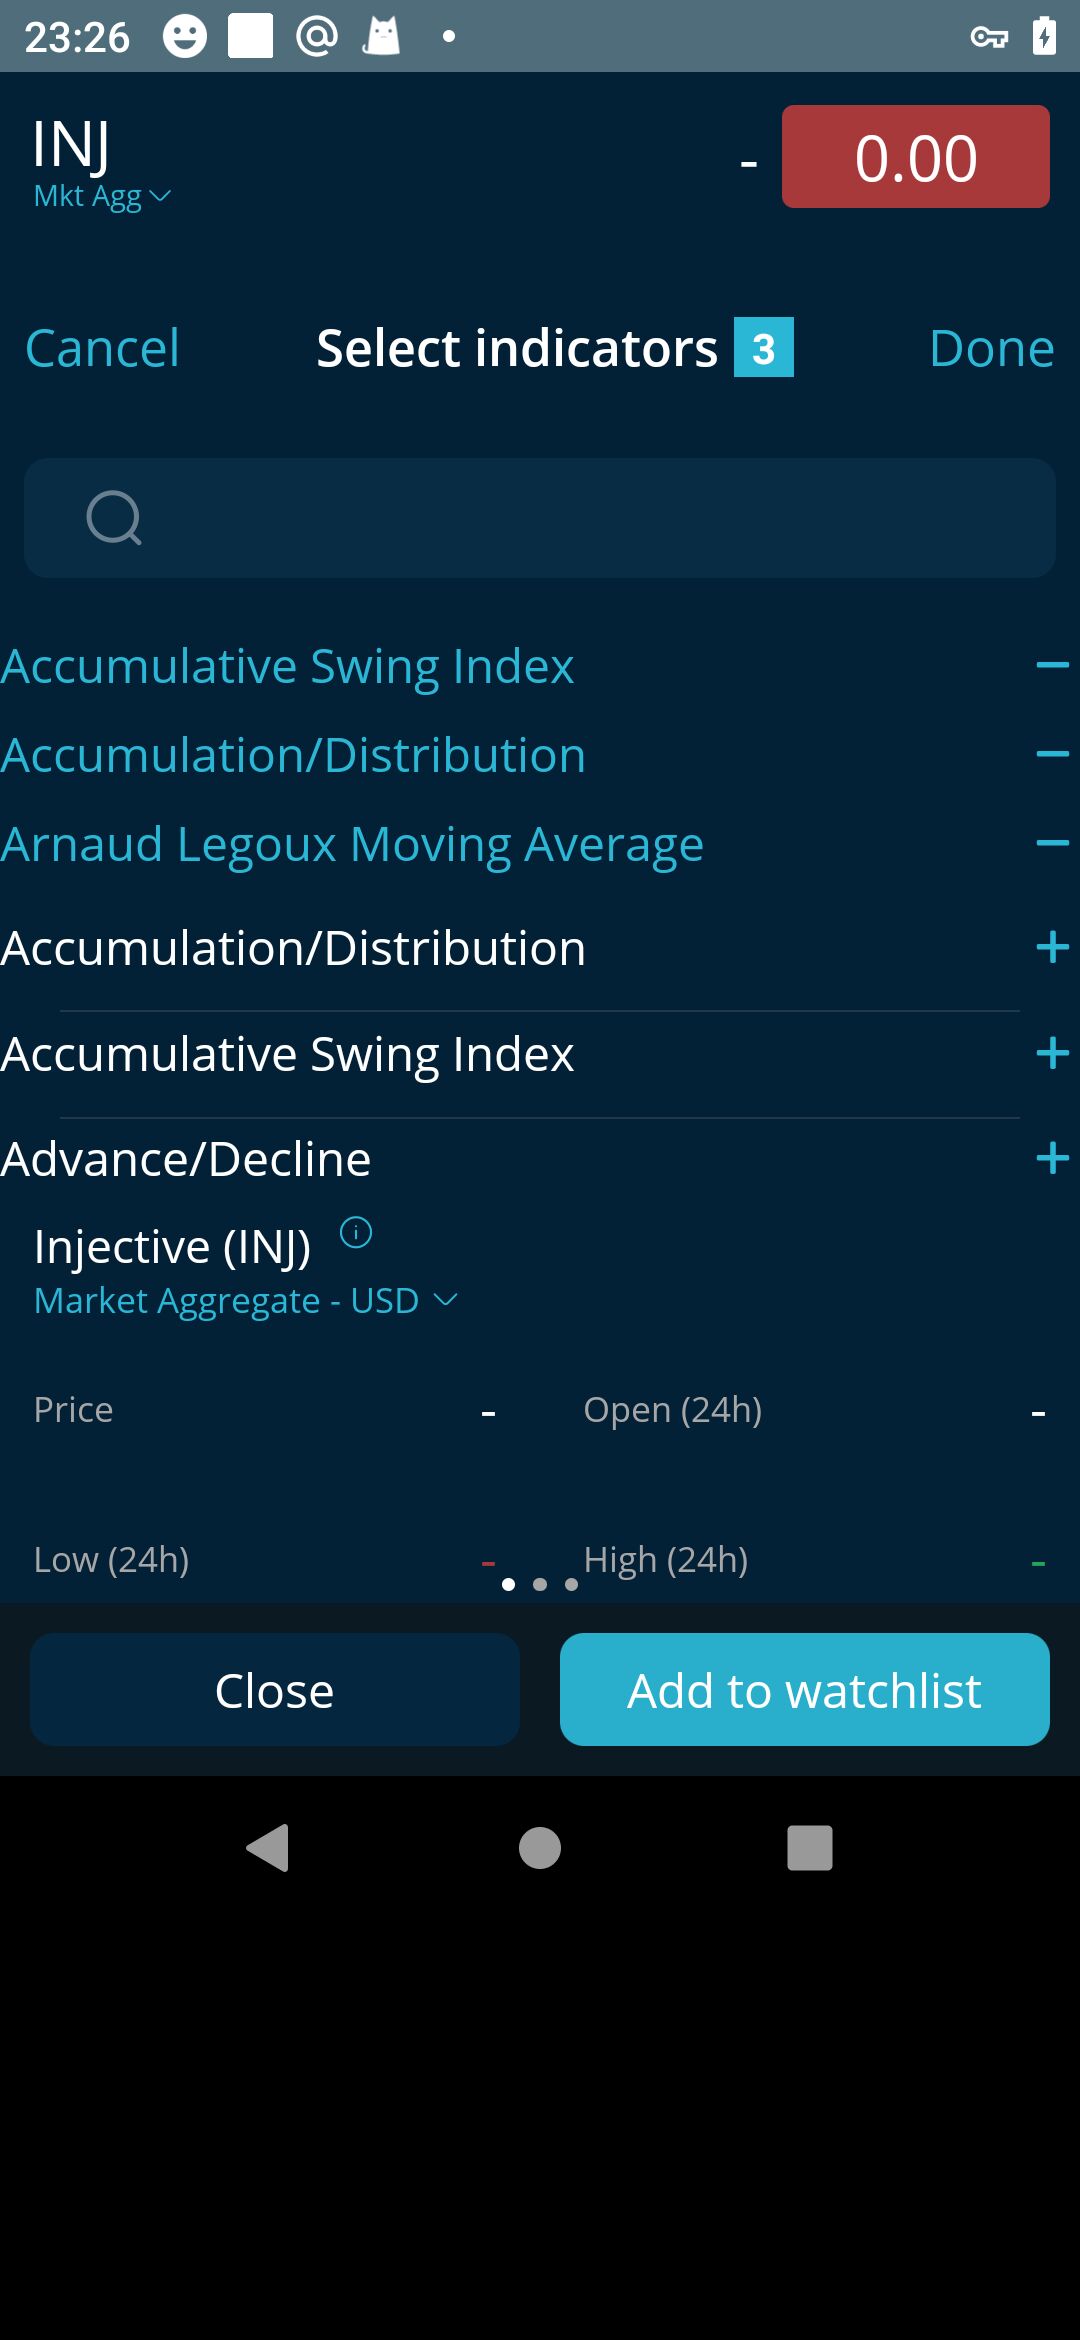 23:26
INJ
Mkt Agg
-
0.00
Cancel
Select indicators 3
Done
Accumulative Swing Index
Accumulation/Distribution
Arnaud Legoux Moving Average
Accumulation/Distribution
Accumulative Swing Index
Advance/Decline
Injective (INJ)
Market Aggregate - USD
Price -
Open (24h) -
Low (24h) -
High (24h) -
Close
Add to watchlist